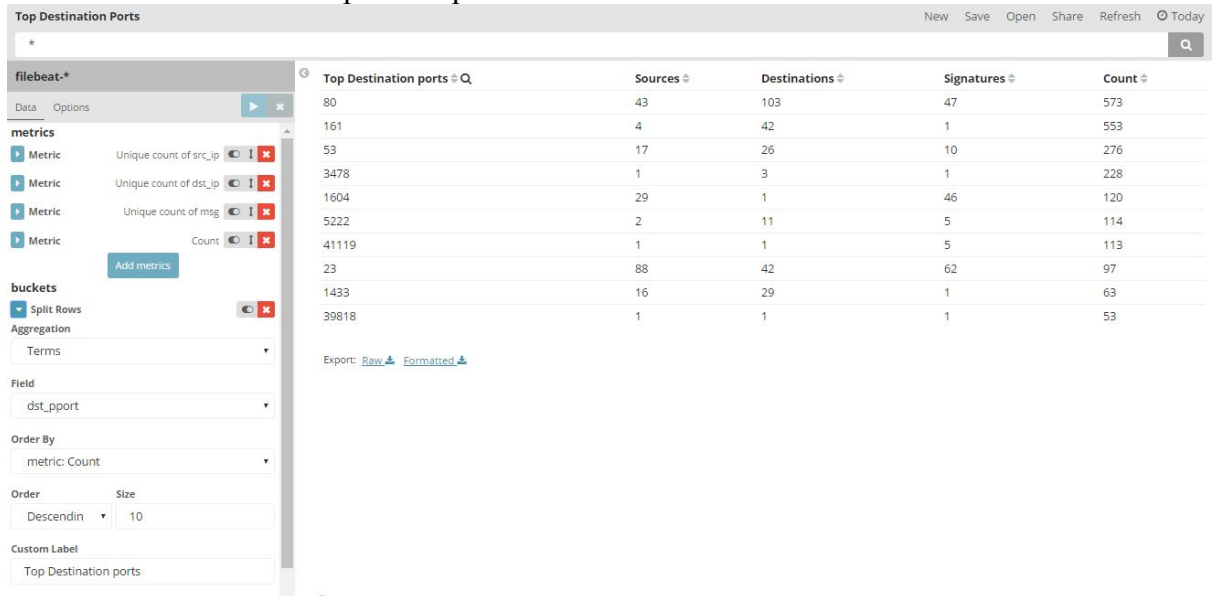 Top Destination Ports New Save Open Share Refresh Today
*
filebeat-*
Data Options
metrics
Metric Unique count of src_ip
Metric Unique count of dst_ip
Metric Unique count of msg
Metric Count
Add metrics
buckets
Split Rows
Aggregation
Terms
Field
dst_pport
Order By
metric: Count
Order Size
Descendin 10
Custom Label
Top Destination ports
Top Destination ports Sources Destinations Signatures Count
80 43 103 47 573
161 4 42 1 553
53 17 26 10 276
3478 1 3 1 228
1604 29 1 46 120
5222 2 11 5 114
41119 1 1 5 113
23 88 42 62 97
1433 16 29 1 63
39818 1 1 1 53
Export: Raw Formatted